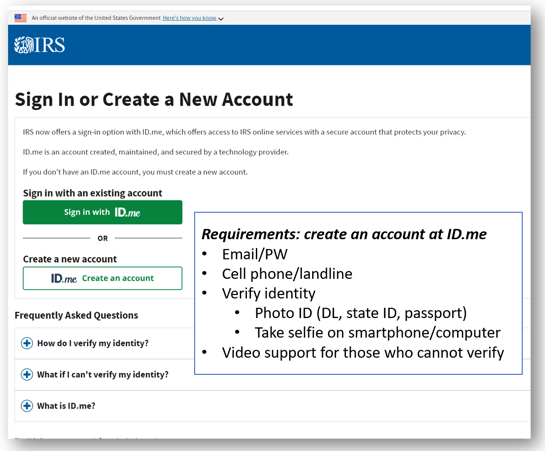 An official website of the United States Government Here's how you know
IRS
Sign In or Create a New Account
IRS now offers a sign-in option with ID.me, which offers access to IRS online services with a secure account that protects your privacy.
ID.me is an account created, maintained, and secured by a technology provider.
If you don't have an ID.me account, you must create a new account.
Sign in with an existing account
Sign in with ID.me
OR
Create a new account
ID.me Create an account
Requirements: create an account at ID.me
• Email/PW
• Cell phone/landline
• Verify identity
• Photo ID (DL, state ID, passport)
• Take selfie on smartphone/computer
• Video support for those who cannot verify
Frequently Asked Questions
How do I verify my identity?
What if I can't verify my identity?
What is ID.me?